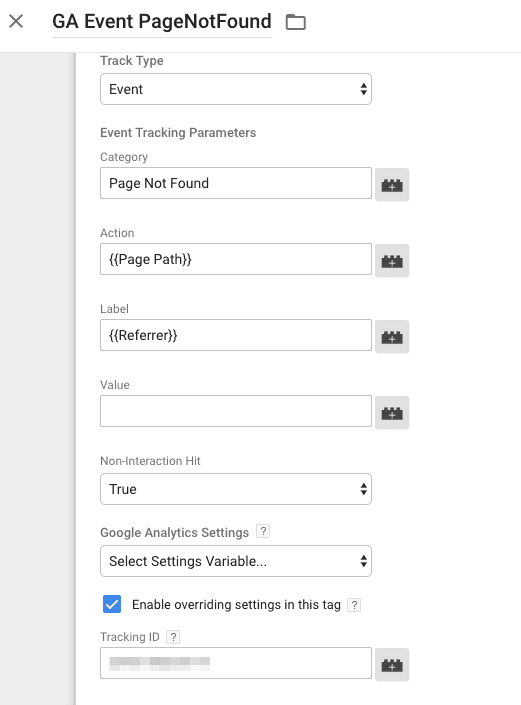 GA Event PageNotFound
Track Type
Event
Event Tracking Parameters
Category
Page Not Found
Action
{{Page Path}}
Label
{{Referrer}}
Value
Non-Interaction Hit
True
Google Analytics Settings ?
Select Settings Variable...
Enable overriding settings in this tag ?
Tracking ID ?